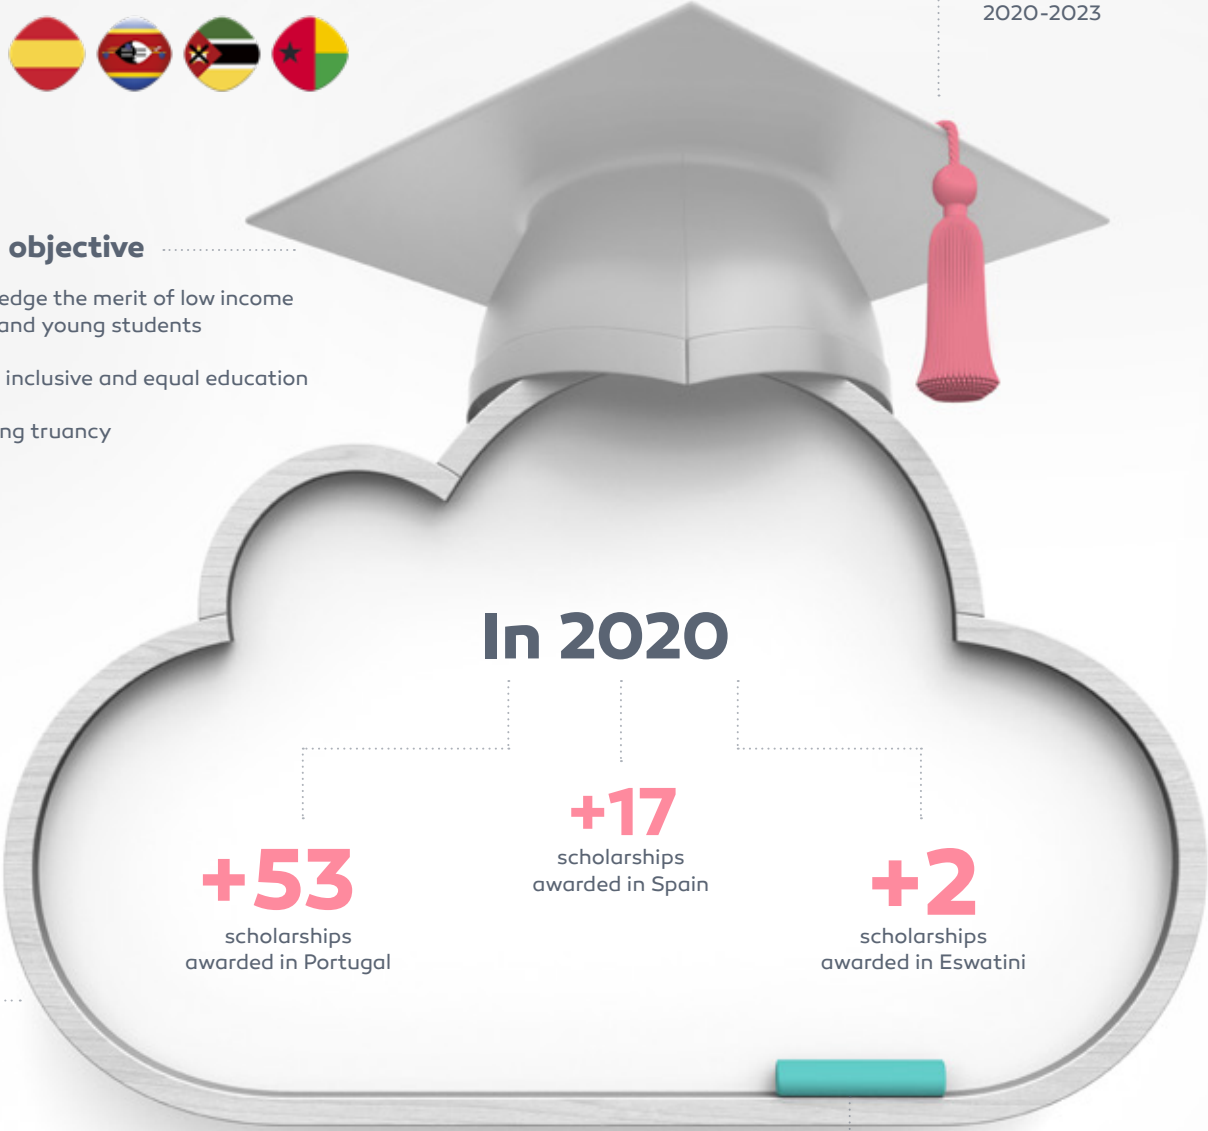 2020-2023
objective
edge the merit of low income
and young students
inclusive and equal education
ng truancy
In 2020
+53
scholarships
awarded in Portugal
+17
scholarships
awarded in Spain
+2
scholarships
awarded in Eswatini